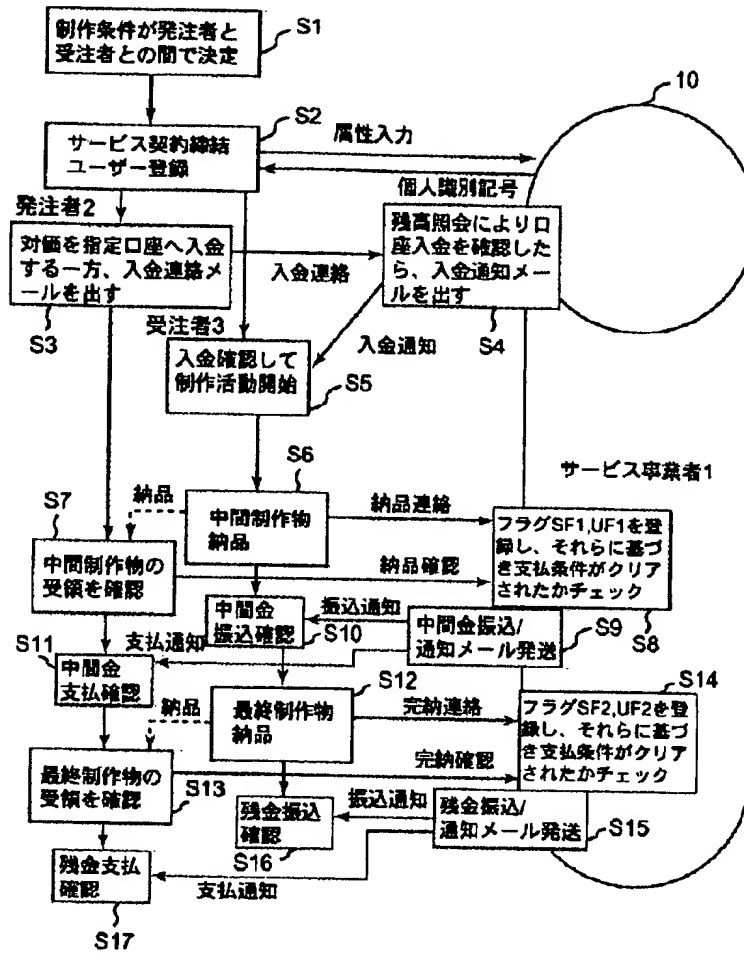 制作条件が発注者と
受注者との間で決定
S1
10
S2
サービス契約締結
ユーザー登録
属性入力
個人識別記号
発注者2
対価を指定口座へ入金
する一方、入金連絡メ
ールを出す
S3
入金連絡
残高照会により口
座入金を確認した
ら、入金通知メー
ルを出す
S4
受注者3
入金通知
入金確認して
制作活動開始
S5
S6
サービス事業者1
S7
納品
中間制作物
納品
納品連絡
フラグSF1,UF1を登
録し、それらに基づ
き支払条件がクリア
されたかチェック
S8
中間制作物の
受領を確認
納品確認
中間金
振込確認
S10
振込通知
中間金振込/
通知メール発送
S9
S11
支払通知
中間金
支払確認
S12
最終制作物
納品
納品
完納連絡
S14
フラグSF2,UF2を登
録し、それらに基づ
き支払条件がクリア
されたかチェック
最終制作物の
受領を確認
S13
完納確認
残金振込
確認
S16
振込通知
残金振込/
通知メール発送
S15
残金支払
確認
S17
支払通知